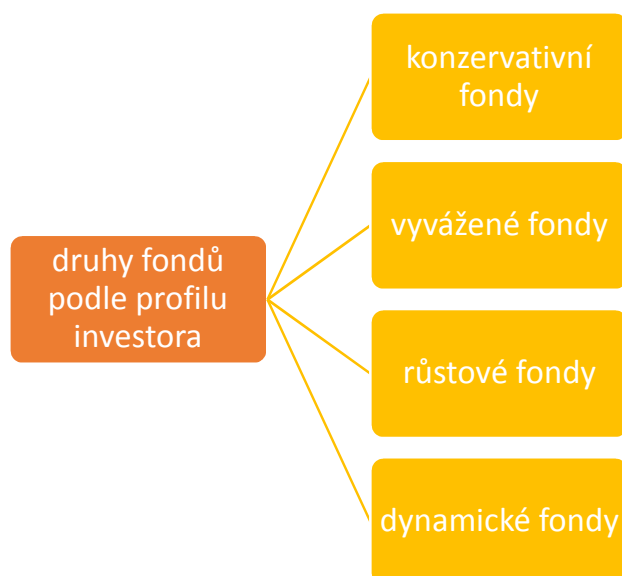 konzervativní
fondy
vyvážené fondy
druhy fondů
podle profilu
investora
růstové fondy
dynamické fondy